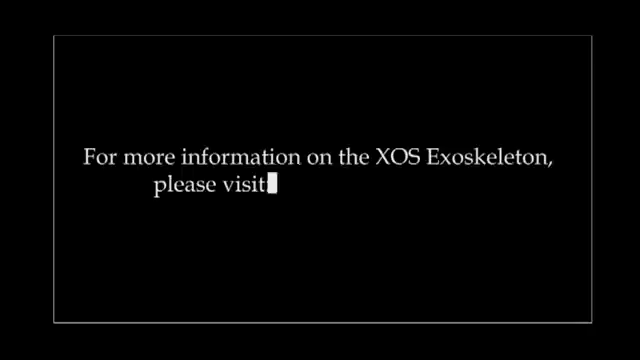 For more information on the XOS Exoskeleton,
please visit: